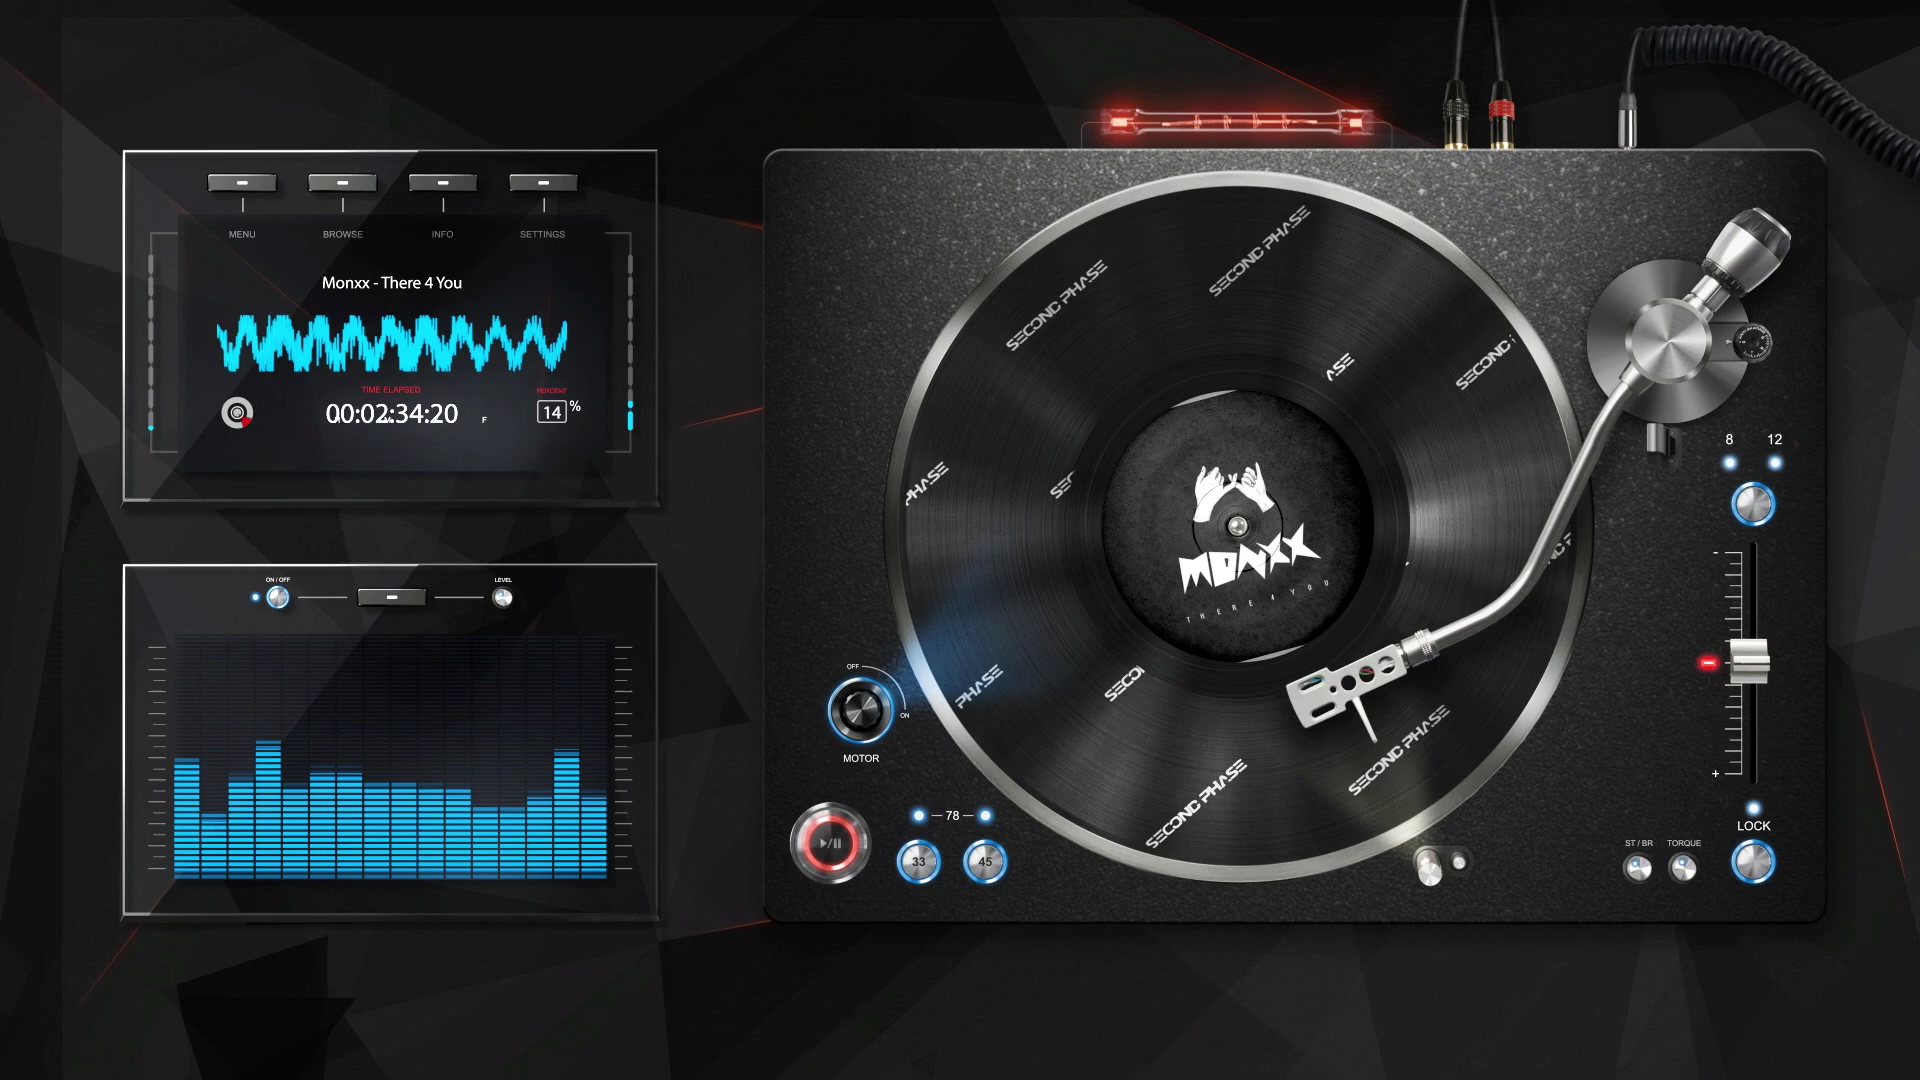 MENU
BROWSE
INFO
SETTINGS
Monxx - There 4 You
TIME ELAPSED
PERCENT
00:02:34:20
F
14 %
ON / OFF
LEVEL
SECOND PHASE
SECOND PHASE
ASE
SECOND
PHASE
SEC
MONXX
THERE 4 YOU
PHASE
SECOND PHASE
SECOND PHASE
OFF
ON
MOTOR
78
33
45
8
12
-
+
LOCK
ST / BR
TORQUE